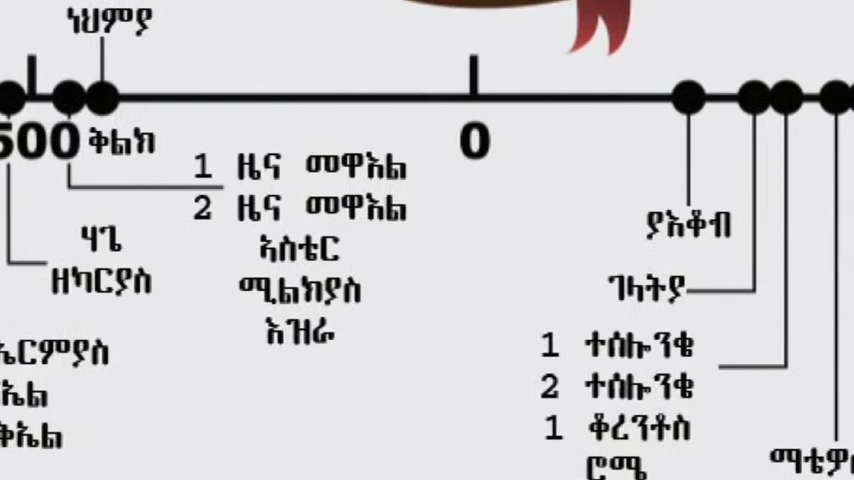 ነህምያ
500 ቅልክ
0
1 ዜና መዋእል
2 ዜና መዋእል
ኣስቴር
ሚልክያስ
እዝራ
ሃጌ
ዘካርያስ
ኤርምያስ
ያእቆብ
ገላትያ
1 ተሰሎንቄ
2 ተሰሎንቄ
1 ቆረንቶስ
ሮሜ